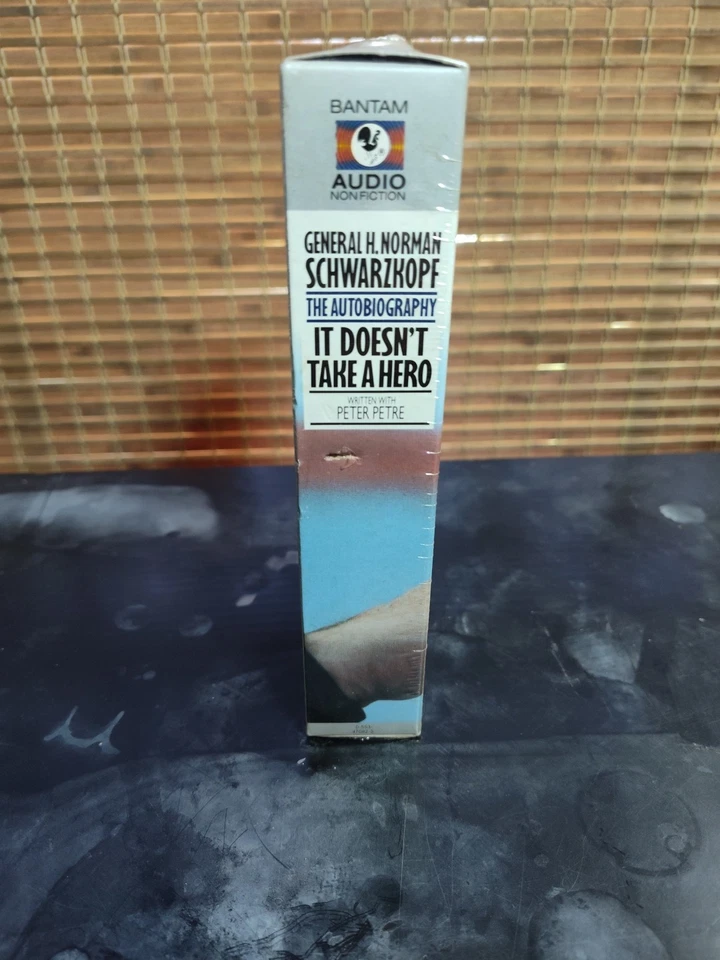 BANTAM
AUDIO
NONFICTION
GENERAL H. NORMAN
SCHWARZKOPF
THE AUTOBIOGRAPHY
IT DOESN'T
TAKE A HERO
WRITTEN WITH
PETER PETRE